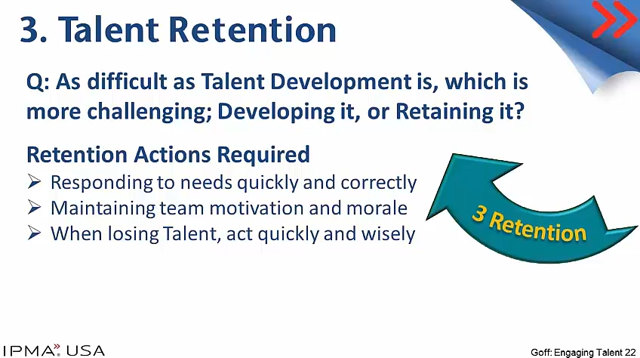 3. Talent Retention
Q: As difficult as Talent Development is, which is
more challenging; Developing it, or Retaining it?
Retention Actions Required
➢ Responding to needs quickly and correctly
➢ Maintaining team motivation and morale
➢ When losing Talent, act quickly and wisely
3 Retention
IPMA USA
Goff: Engaging Talent 22